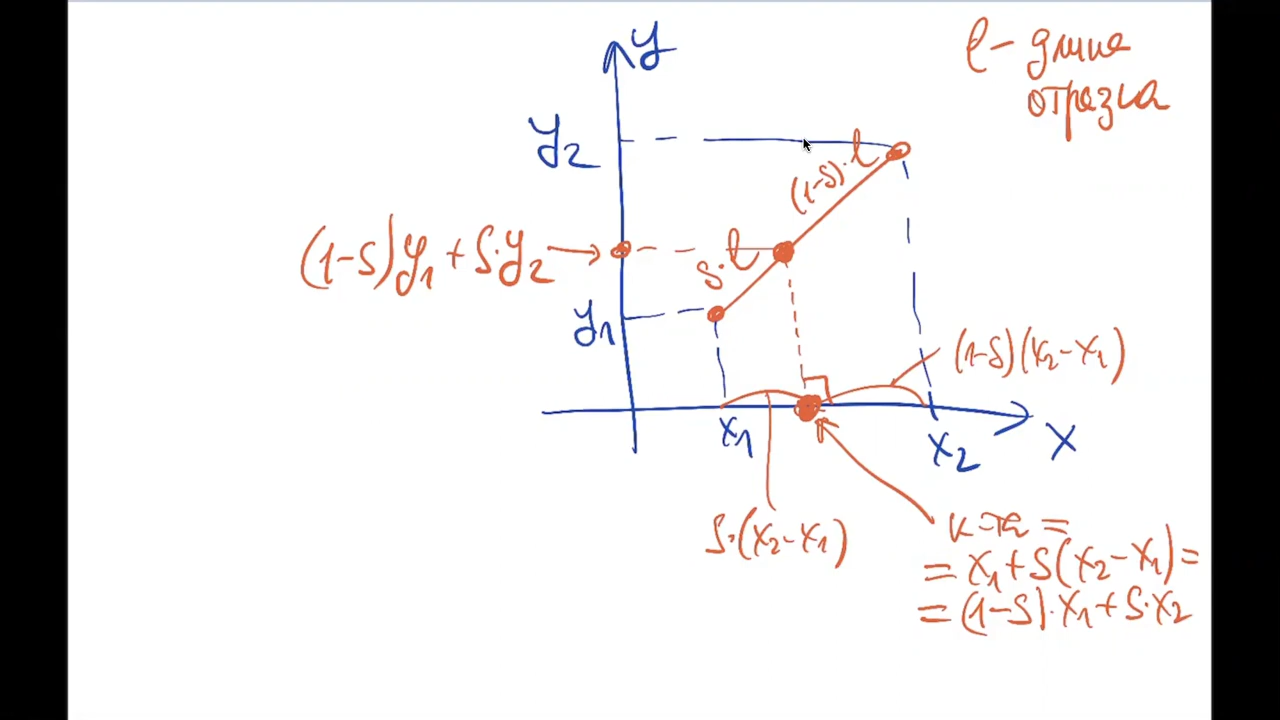 y
l – длина
отрезка
y₂
(1-s)·l
(1-s)y₁ + s·y₂
s·l
y₁
(1-s)(x₂-x₁)
x₁
x₂
x
s·(x₂-x₁)
к-та =
= x₁+s(x₂-x₁)=
= (1-s)·x₁+s·x₂